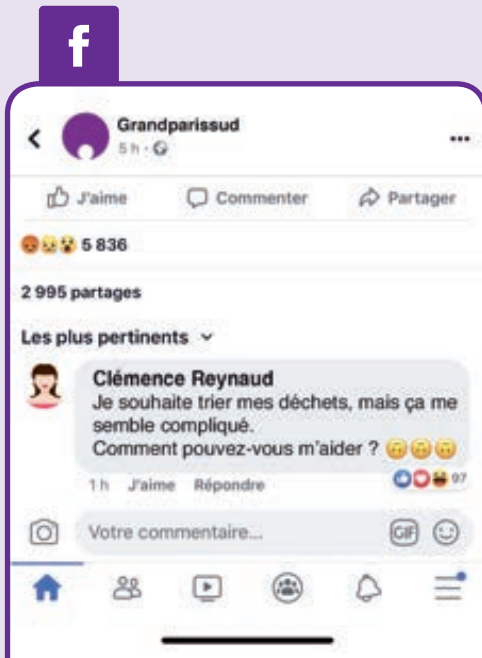 f
Grandparissud
5 h ·
J'aime Commenter Partager
5 836
2 995 partages
Les plus pertinents
Clémence Reynaud
Je souhaite trier mes déchets, mais ça me
semble compliqué.
Comment pouvez-vous m'aider ?
97
1 h J'aime Répondre
Votre commentaire...
GIF